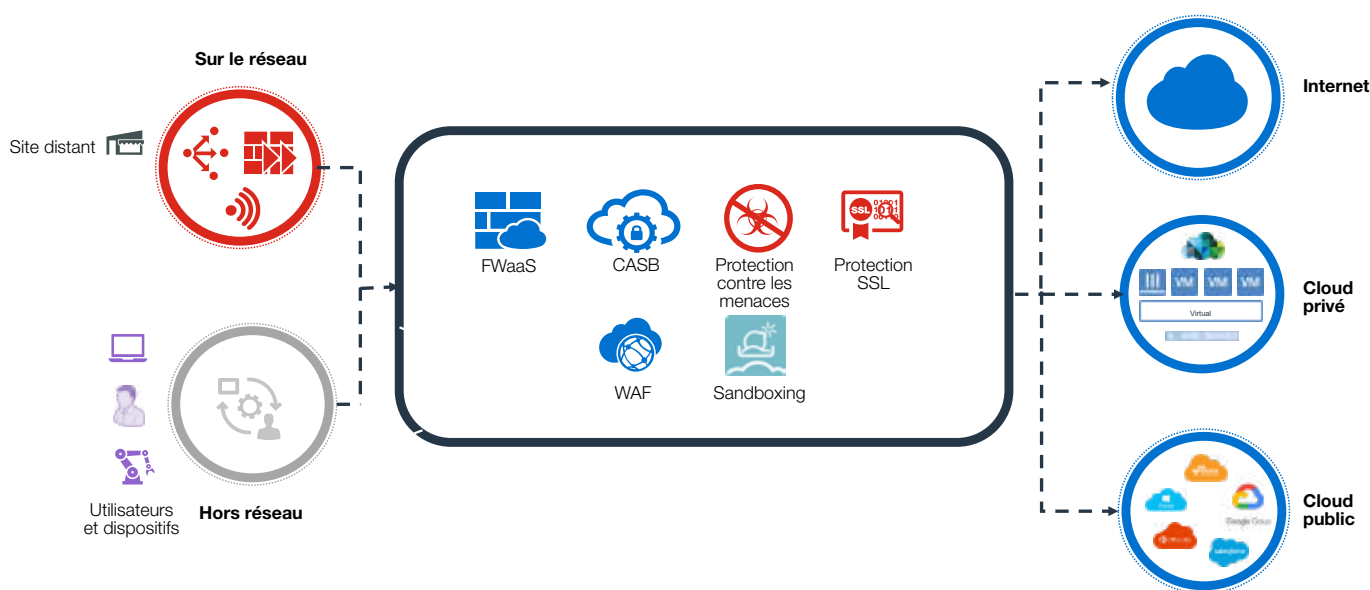 Sur le réseau
Site distant
Utilisateurs
et dispositifs
Hors réseau
FWaaS
CASB
Protection
contre les
menaces
Protection
SSL
SSL
WAF
Sandboxing
Internet
VM
VM
VM
Virtual
Cloud
privé
Google Cloud
salesforce
Cloud
public